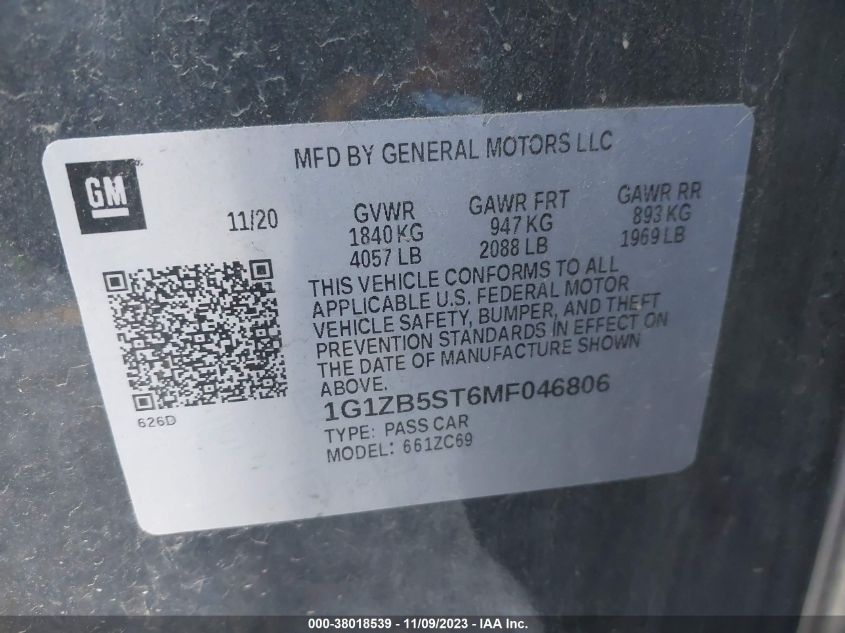 MFD BY GENERAL MOTORS LLC
GM
11/20
GVWR
1840 KG
4057 LB
GAWR FRT
947 KG
2088 LB
GAWR RR
893 KG
1969 LB
THIS VEHICLE CONFORMS TO ALL
APPLICABLE U.S. FEDERAL MOTOR
VEHICLE SAFETY, BUMPER, AND THEFT
PREVENTION STANDARDS IN EFFECT ON
THE DATE OF MANUFACTURE SHOWN
ABOVE.
626D
1G1ZB5ST6MF046806
TYPE: PASS CAR
MODEL: 661ZC69
000-38018539 - 11/09/2023 - IAA Inc.